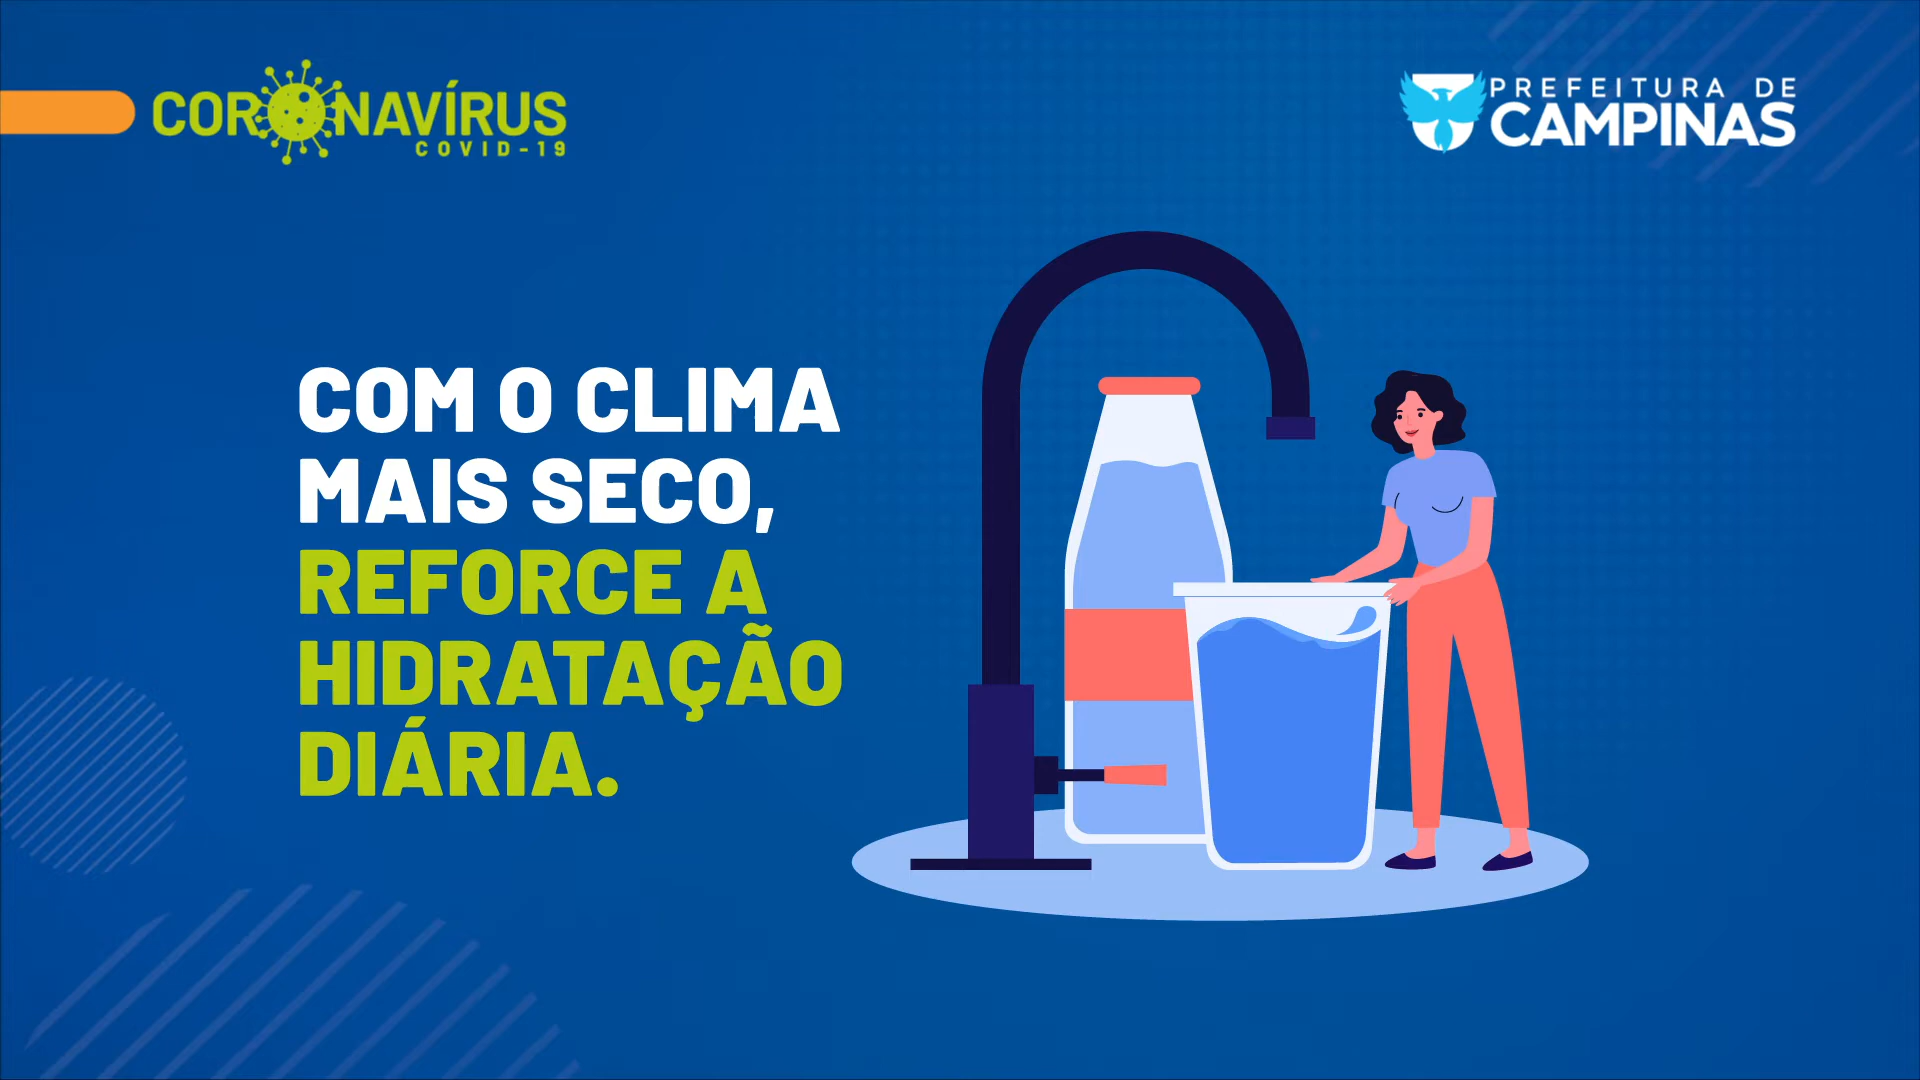 CORONAVÍRUS
COVID-19
PREFEITURA DE
CAMPINAS
COM O CLIMA
MAIS SECO,
REFORCE A
HIDRATAÇÃO
DIÁRIA.